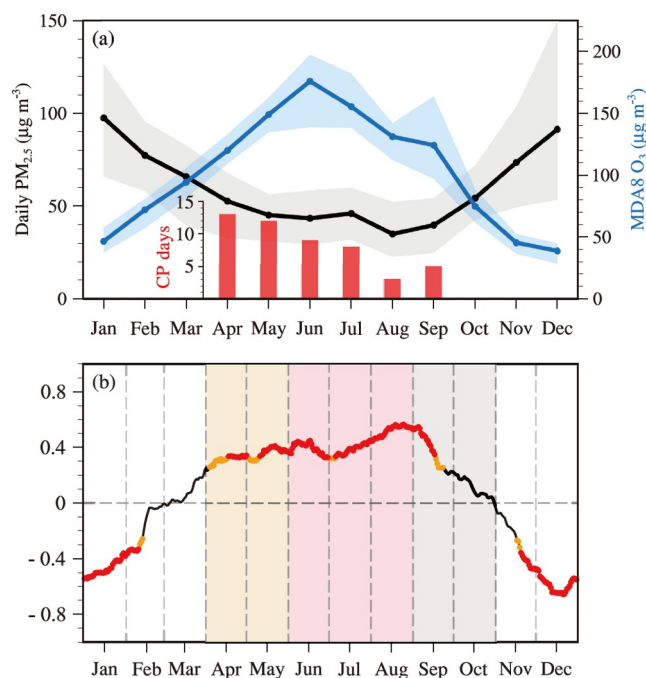 (a)
150
100
50
0
Daily PM2.5 (μg m-3)
15
10
5
CP days
200
150
100
50
0
MDA8 O3 (μg m-3)
Jan Feb Mar Apr May Jun Jul Aug Sep Oct Nov Dec
(b)
0.8
0.4
0
- 0.4
- 0.8
Jan Feb Mar Apr May Jun Jul Aug Sep Oct Nov Dec